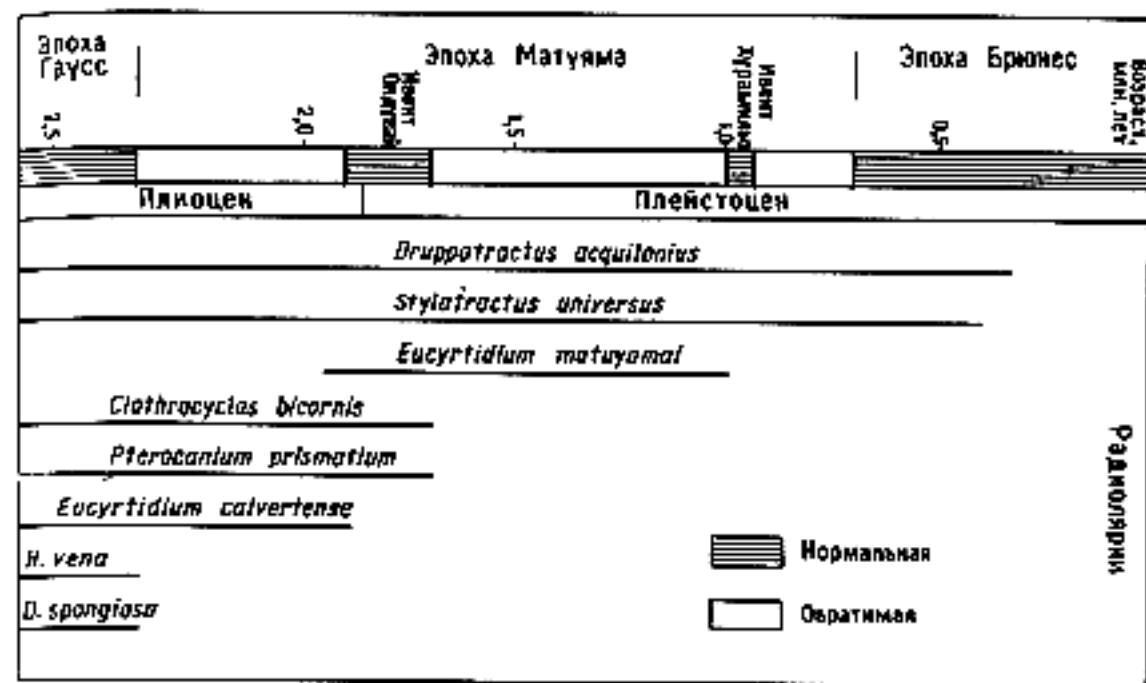 Эпоха
Гаусс
Эпоха Матуяма
Эпоха Брюнес
Ивент
Олдувай
Ивент
Харамильо
возраст,
млн. лет
2,5
2,0
1,5
1,0
0,5
Плиоцен
Плейстоцен
Druppotractus acquilonius
Stylatractus universus
Eucyrtidium matuyamai
Clathrocyclas bicornis
Pterocanium prismatium
Eucyrtidium calvertense
H. vena
D. spongiosa
Радиолярии
Нормальная
Обратимая